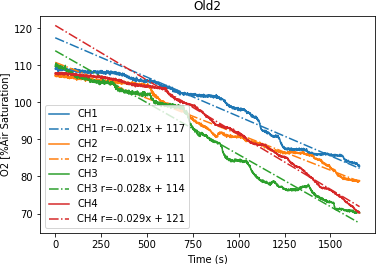 Old2
120
110
100
90
80
70
O2 [%Air Saturation]
CH1
CH1 r=-0.021x + 117
CH2
CH2 r=-0.019x + 111
CH3
CH3 r=-0.028x + 114
CH4
CH4 r=-0.029x + 121
0 250 500 750 1000 1250 1500
Time (s)